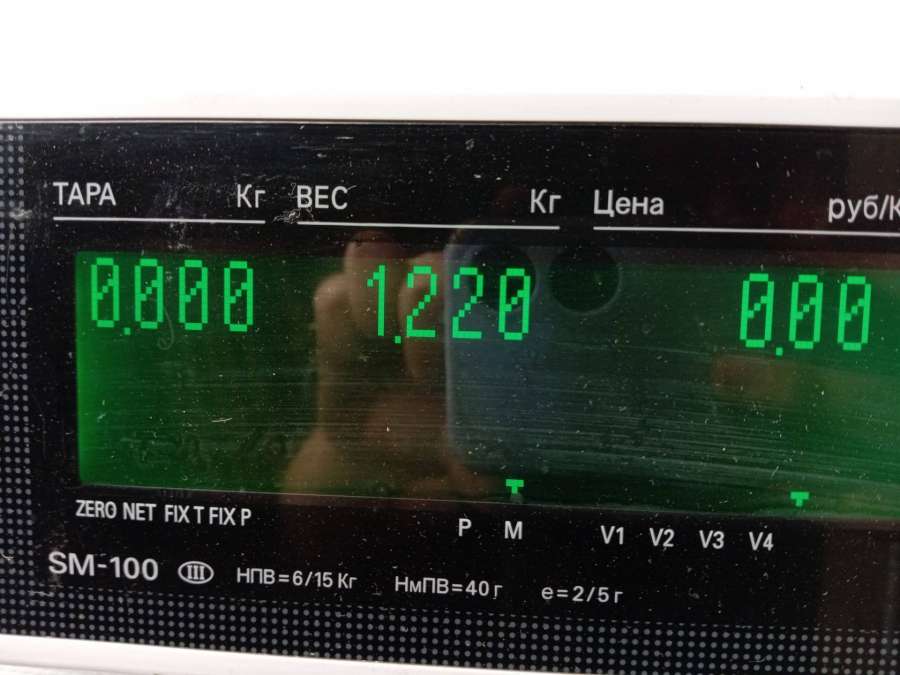 ТАРА Кг ВЕС Кг Цена руб/К
0.000 1.220 0.00
ZERO NET FIX T FIX P P M V1 V2 V3 V4
SM-100 III НПВ=6/15 Кг НмПВ=40 г е=2/5 г